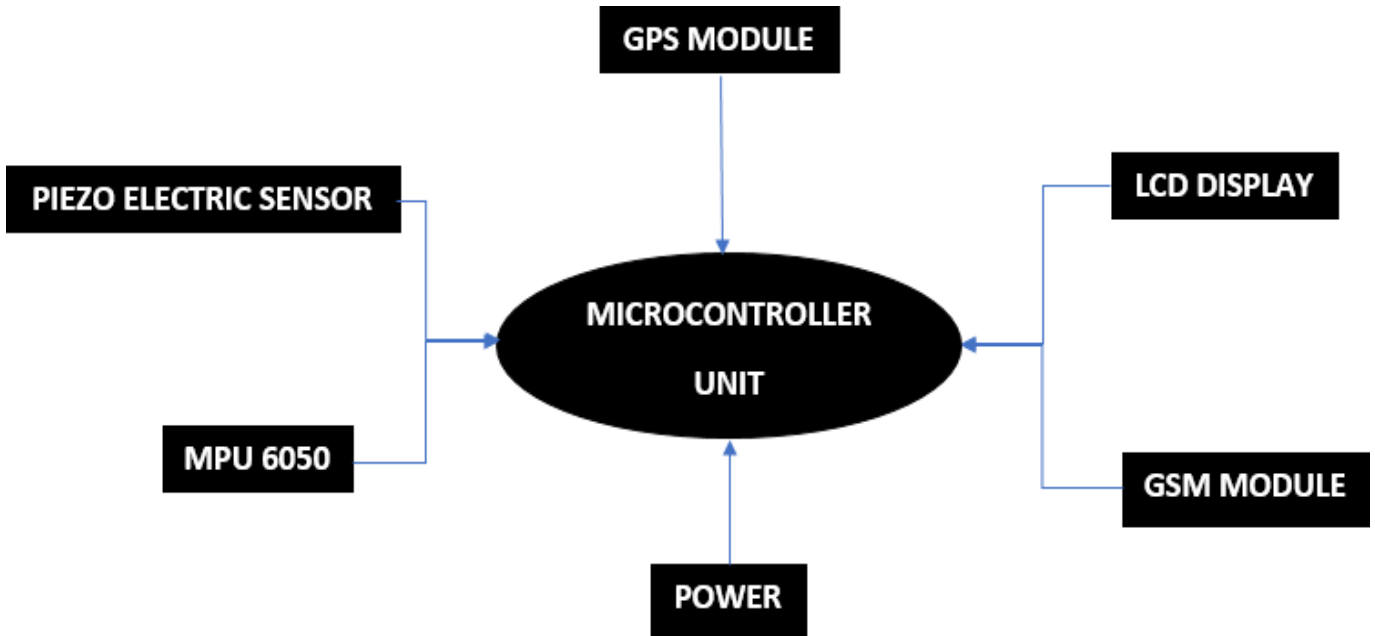 GPS MODULE
PIEZO ELECTRIC SENSOR
LCD DISPLAY
MICROCONTROLLER
UNIT
MPU 6050
GSM MODULE
POWER